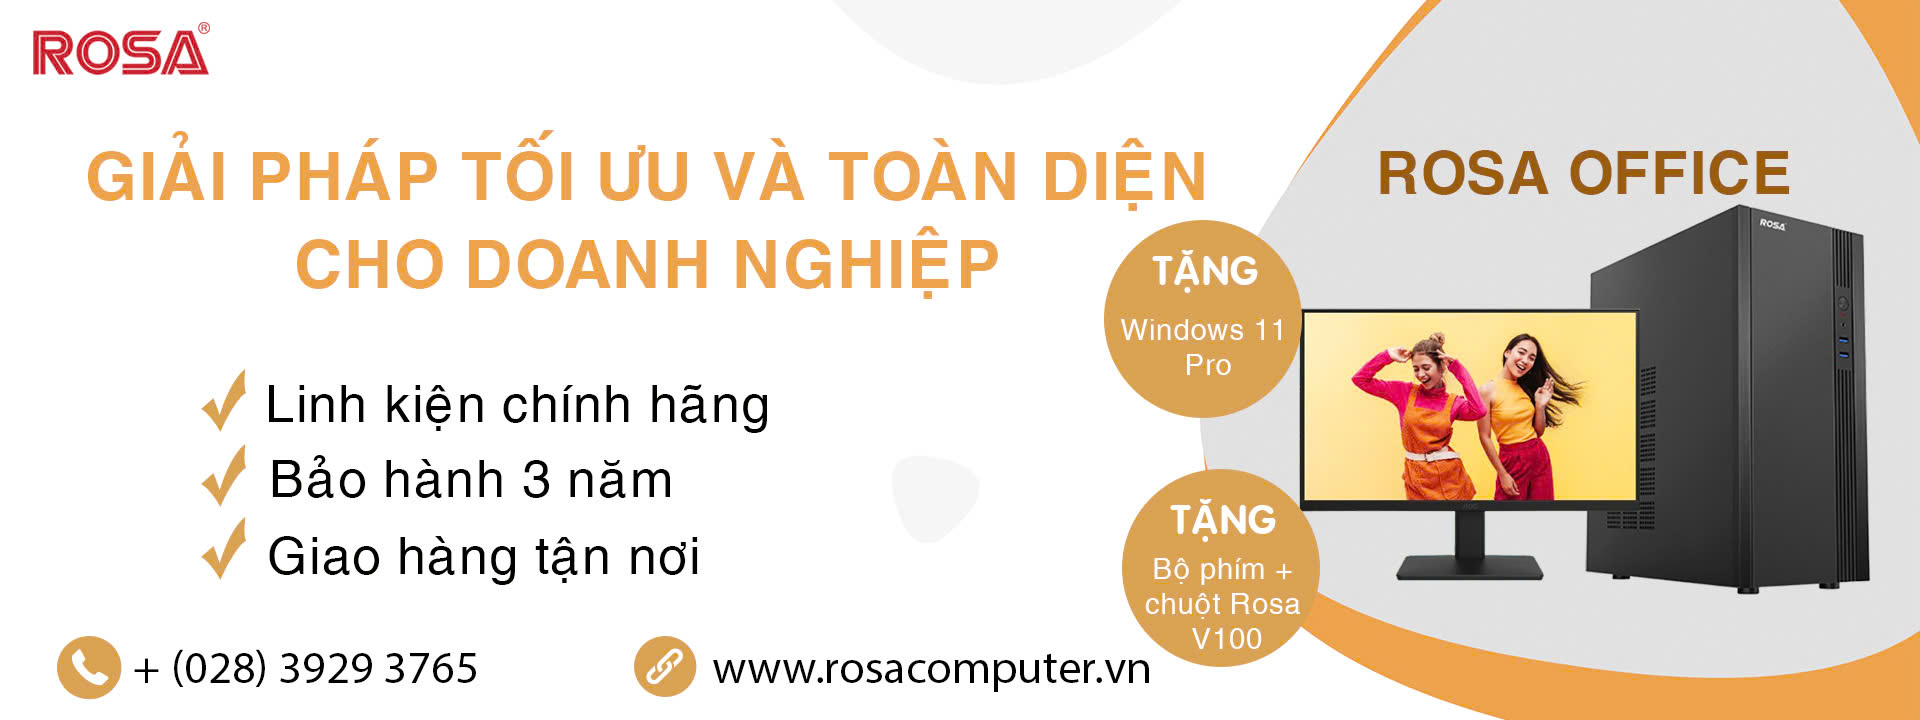 ROSA®
GIẢI PHÁP TỐI ƯU VÀ TOÀN DIỆN
CHO DOANH NGHIỆP
Linh kiện chính hãng
Bảo hành 3 năm
Giao hàng tận nơi
+ (028) 3929 3765
www.rosacomputer.vn
ROSA OFFICE
TẶNG
Windows 11
Pro
TẶNG
Bộ phím +
chuột Rosa
V100
ROSA
AOC